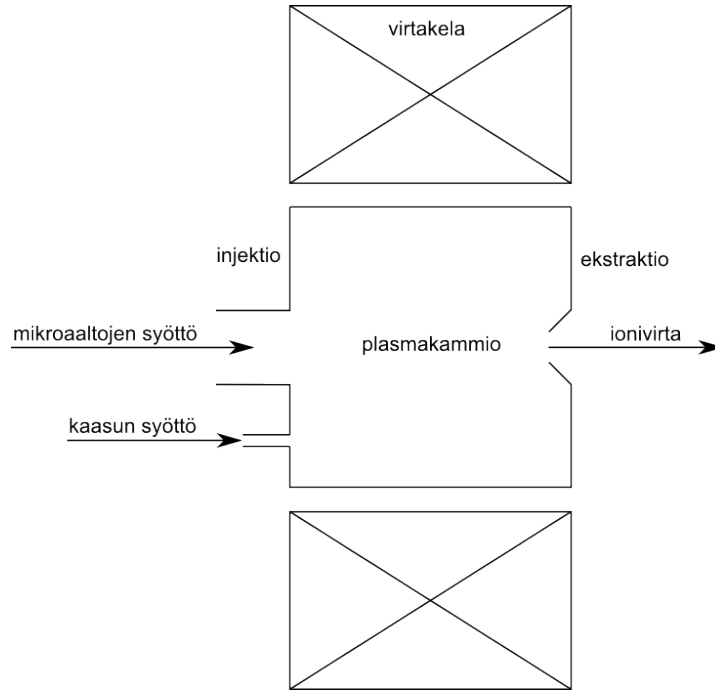 virtakela
injektio
ekstraktio
mikroaaltojen syöttö
plasmakammio
ionivirta
kaasun syöttö